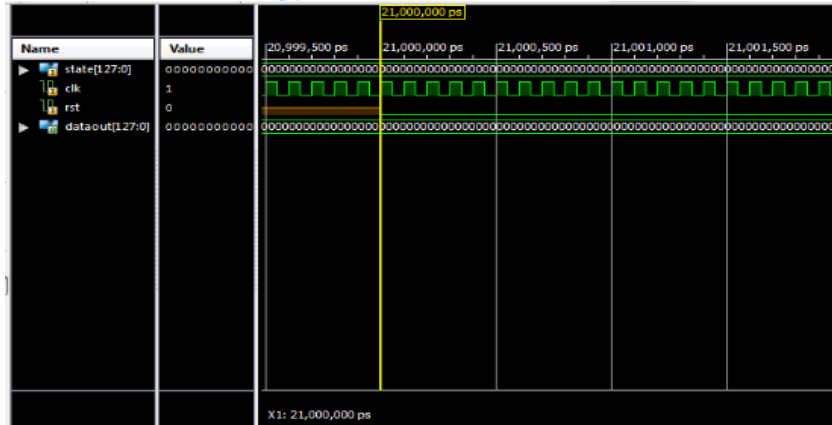 21,000,000 ps
Name Value 20,999,500 ps 21,000,000 ps 21,000,500 ps 21,001,000 ps 21,001,500 ps
state[127:0] 00000000000
clk 1
rst 0
dataout[127:0] 00000000000
X1: 21,000,000 ps